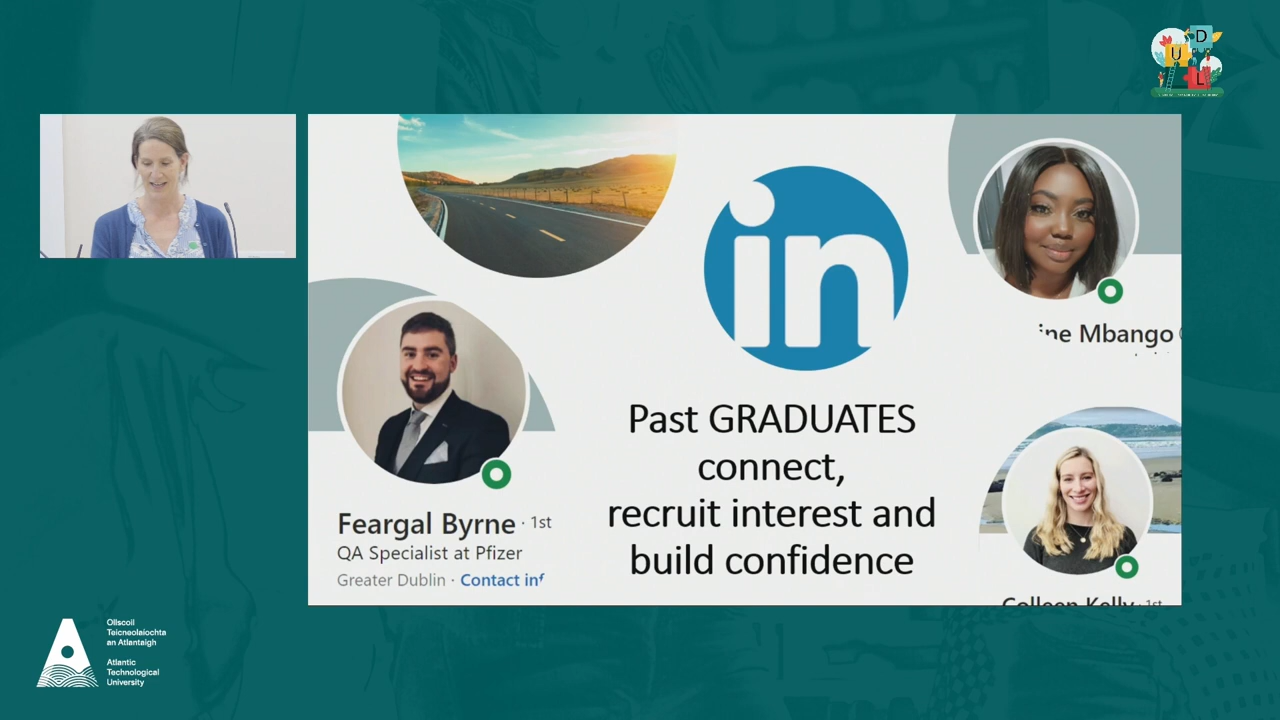 U
D
L
in
ine Mbango
Past GRADUATES
connect,
recruit interest and
build confidence
Feargal Byrne · 1st
QA Specialist at Pfizer
Greater Dublin · Contact inf
Colleen Kelly · 1st
Ollscoil
Teicneolaíochta
an Atlantaigh
Atlantic
Technological
University